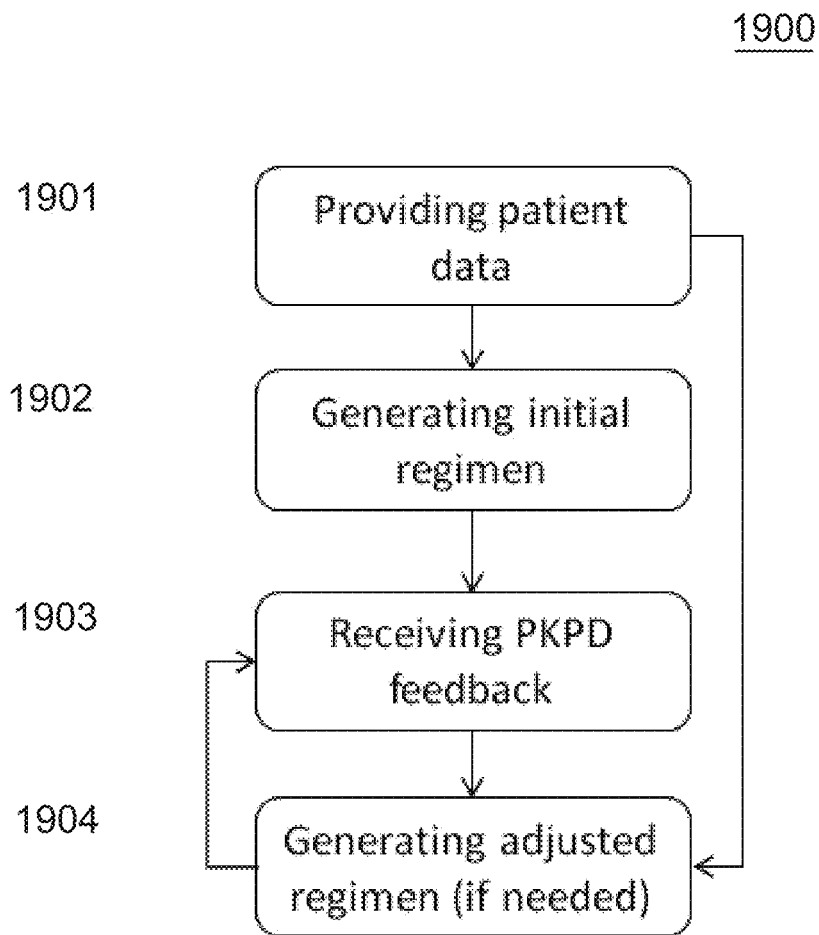 1900
1901
Providing patient
data
1902
Generating initial
regimen
1903
Receiving PKPD
feedback
1904
Generating adjusted
regimen (if needed)